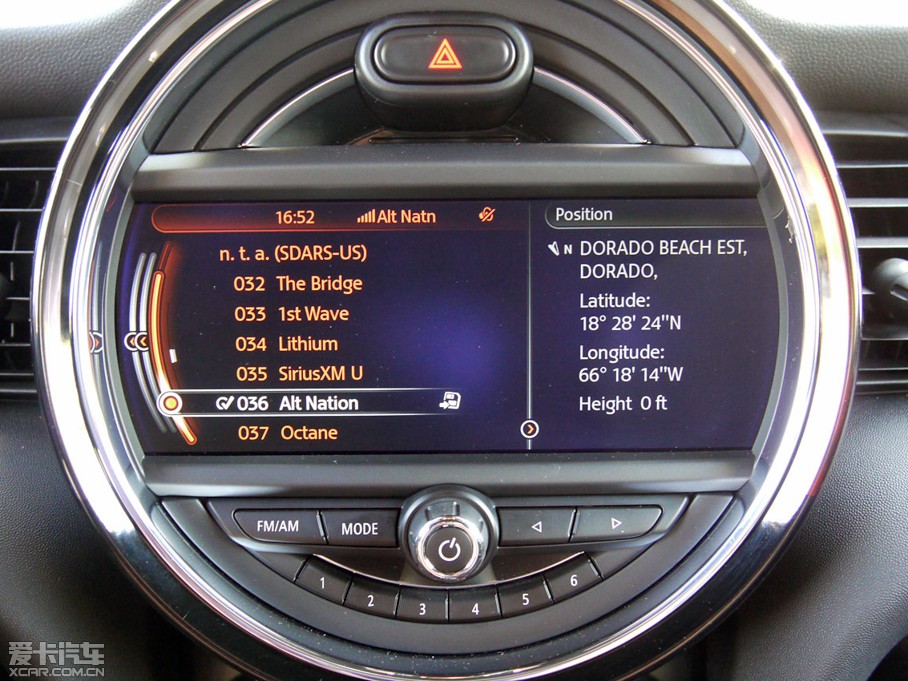 16:52 Alt Natn
n. t. a. (SDARS-US)
032 The Bridge
033 1st Wave
034 Lithium
035 SiriusXM U
036 Alt Nation
037 Octane
Position
N DORADO BEACH EST,
DORADO,
Latitude:
18° 28' 24"N
Longitude:
66° 18' 14"W
Height 0 ft
FM/AM MODE
1 2 3 4 5 6
爱卡汽车
XCAR.COM.CN